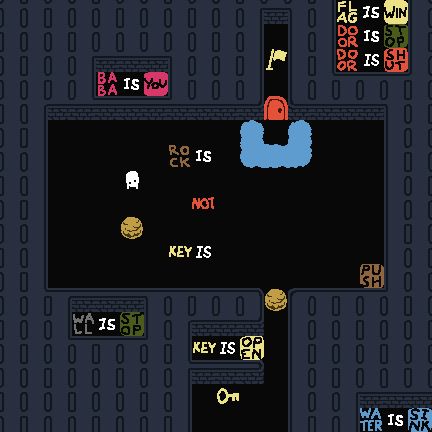 FLAG IS WIN
DOOR IS STOP
DOOR IS SHUT
BABA IS YOU
ROCK IS
NOT
KEY IS
PUSH
WALL IS STOP
KEY IS OPEN
WATER IS SINK